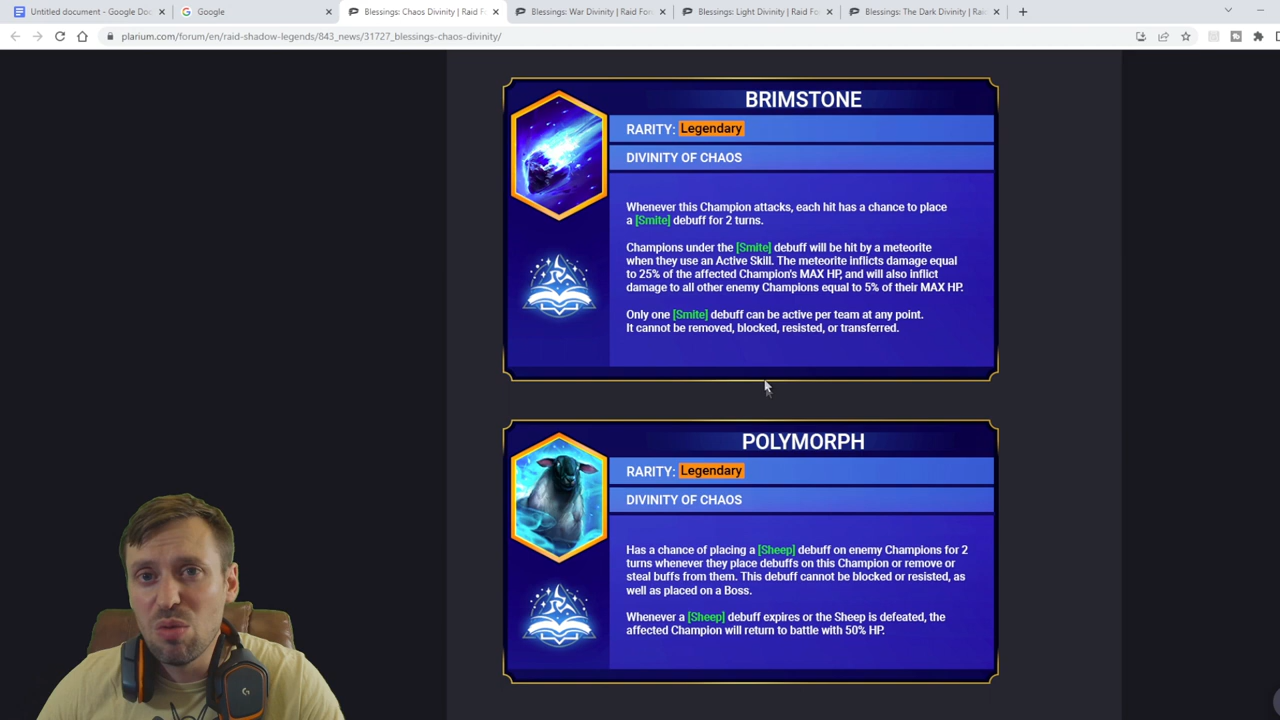 Untitled document - Google Doc
Google
Blessings: Chaos Divinity | Raid F
Blessings: War Divinity | Raid For
Blessings: Light Divinity | Raid Fo
Blessings: The Dark Divinity | Rai
plarium.com/forum/en/raid-shadow-legends/843_news/31727_blessings-chaos-divinity/
BRIMSTONE
RARITY: Legendary
DIVINITY OF CHAOS
Whenever this Champion attacks, each hit has a chance to place
a [Smite] debuff for 2 turns.
Champions under the [Smite] debuff will be hit by a meteorite
when they use an Active Skill. The meteorite inflicts damage equal
to 25% of the affected Champion's MAX HP, and will also inflict
damage to all other enemy Champions equal to 5% of their MAX HP.
Only one [Smite] debuff can be active per team at any point.
It cannot be removed, blocked, resisted, or transferred.
POLYMORPH
RARITY: Legendary
DIVINITY OF CHAOS
Has a chance of placing a [Sheep] debuff on enemy Champions for 2
turns whenever they place debuffs on this Champion or remove or
steal buffs from them. This debuff cannot be blocked or resisted, as
well as placed on a Boss.
Whenever a [Sheep] debuff expires or the Sheep is defeated, the
affected Champion will return to battle with 50% HP.